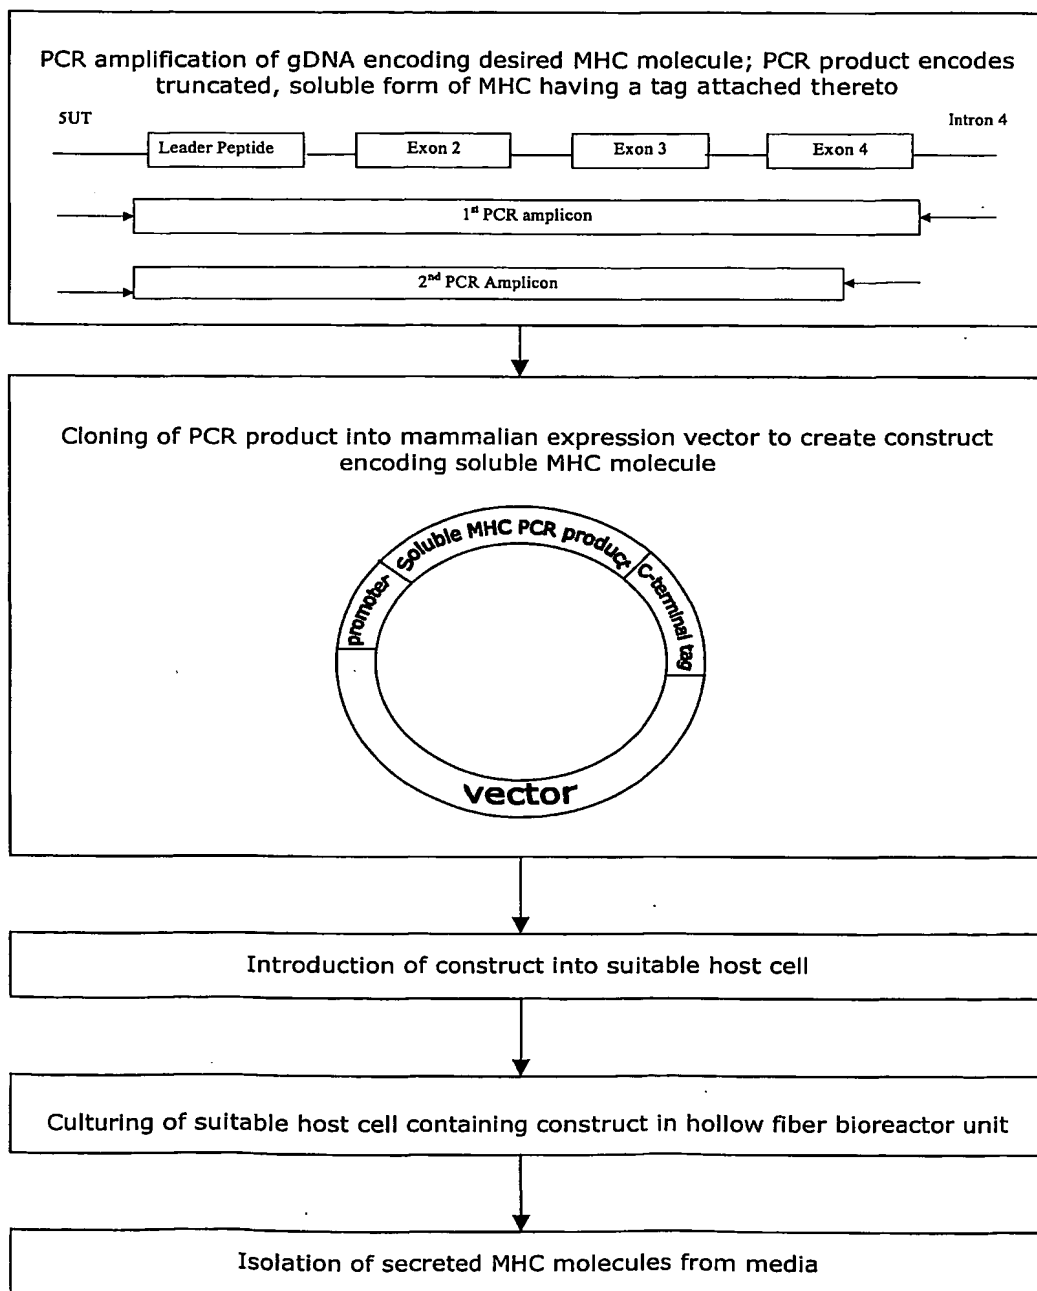 PCR amplification of gDNA encoding desired MHC molecule; PCR product encodes
truncated, soluble form of MHC having a tag attached thereto
5UT
Intron 4
Leader Peptide
Exon 2
Exon 3
Exon 4
1st PCR amplicon
2nd PCR Amplicon
Cloning of PCR product into mammalian expression vector to create construct
encoding soluble MHC molecule
promoter
Soluble MHC PCR product
C-terminal tag
vector
Introduction of construct into suitable host cell
Culturing of suitable host cell containing construct in hollow fiber bioreactor unit
Isolation of secreted MHC molecules from media